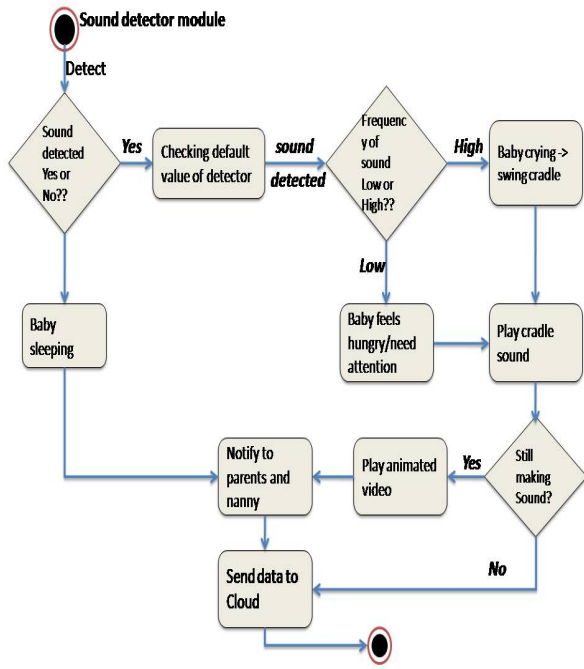 Sound detector module
Detect
Sound
detected
Yes or
No??
Yes
Checking default
value of detector
sound
detected
Frequenc
y of
sound
Low or
High??
High
Baby crying ->
swing cradle
Low
Baby
sleeping
Baby feels
hungry/need
attention
Play cradle
sound
Notify to
parents and
nanny
Play animated
video
Yes
Still
making
Sound?
Send data to
Cloud
No